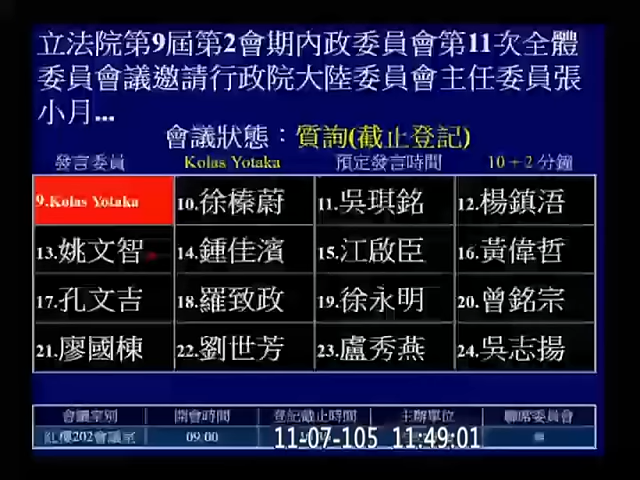 立法院第9屆第2會期內政委員會第11次全體
委員會議邀請行政院大陸委員會主任委員張
小月...
會議狀態：質詢(截止登記)
發言委員 Kolas Yotaka 預定發言時間 10+2 分鐘
9.Kolas Yotaka 10.徐榛蔚 11.吳琪銘 12.楊鎮浯
13.姚文智 14.鍾佳濱 15.江啟臣 16.黃偉哲
17.孔文吉 18.羅致政 19.徐永明 20.曾銘宗
21.廖國棟 22.劉世芳 23.盧秀燕 24.吳志揚
會議室別 開會時間 登記截止時間 主辦單位 聯席委員會
紅樓202會議室 09:00
11-07-105 11:49:01